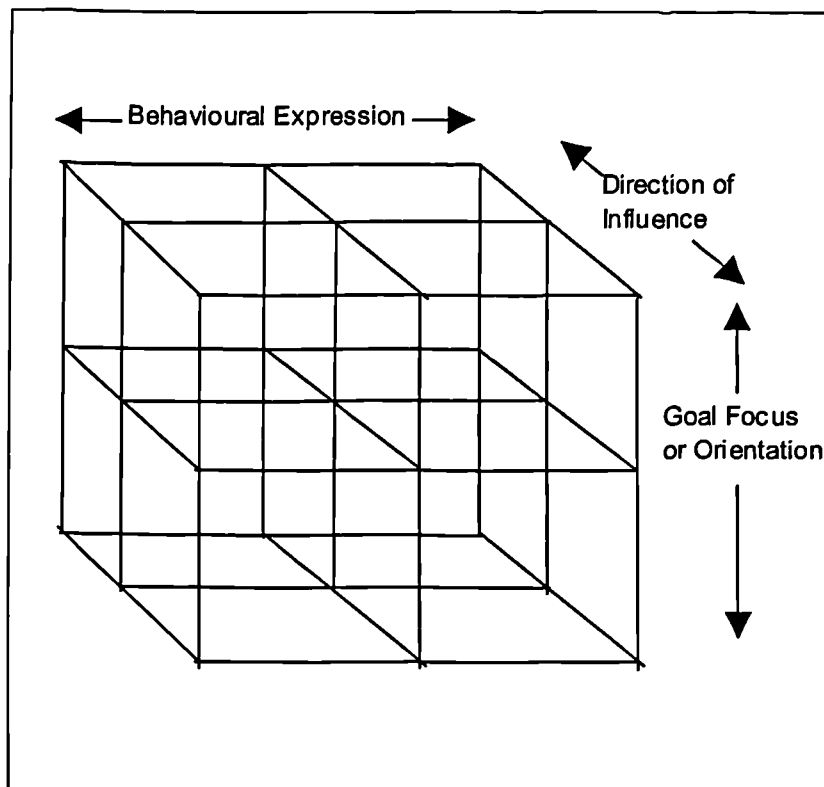 Behavioural Expression
Direction of
Influence
Goal Focus
or Orientation